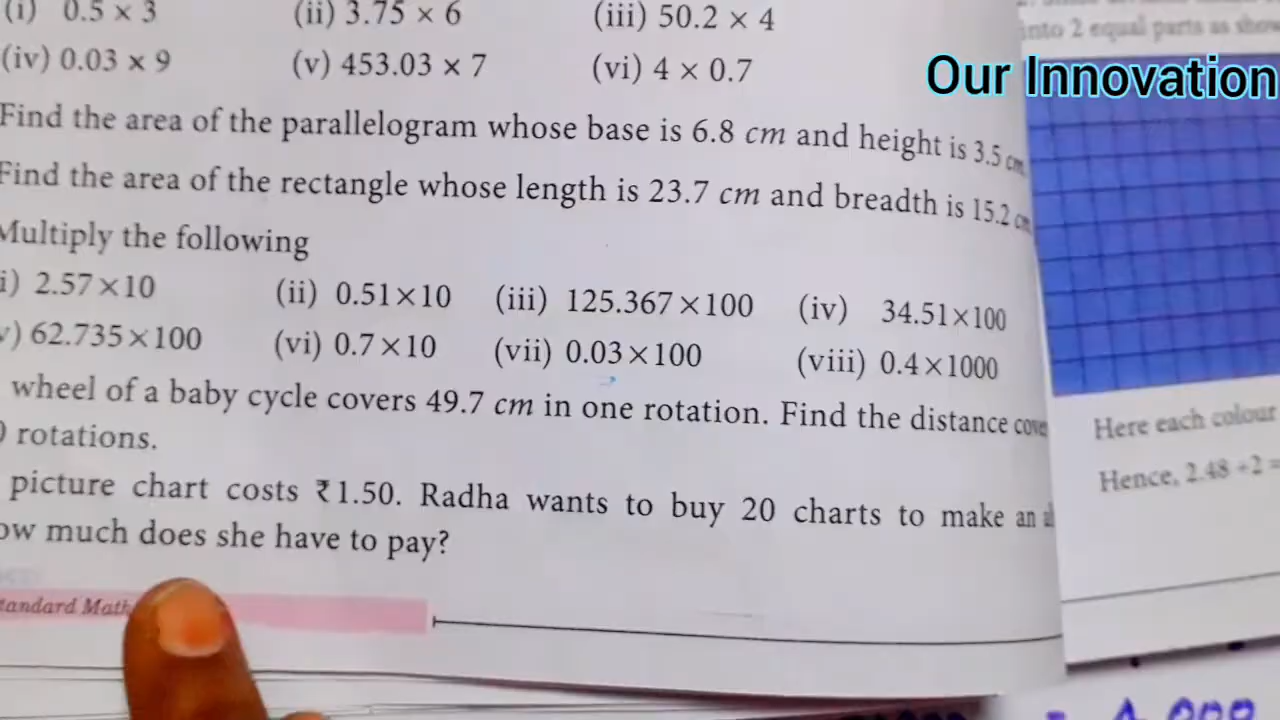 (i) 0.5 × 3 (ii) 3.75 × 6 (iii) 50.2 × 4
(iv) 0.03 × 9 (v) 453.03 × 7 (vi) 4 × 0.7
Find the area of the parallelogram whose base is 6.8 cm and height is 3.5 cm
Find the area of the rectangle whose length is 23.7 cm and breadth is 15.2
Multiply the following
i) 2.57×10 (ii) 0.51×10 (iii) 125.367×100 (iv) 34.51×100
v) 62.735×100 (vi) 0.7×10 (vii) 0.03×100 (viii) 0.4×1000
wheel of a baby cycle covers 49.7 cm in one rotation. Find the distance
rotations.
picture chart costs ₹1.50. Radha wants to buy 20 charts to make an
ow much does she have to pay?
tandard Math
into 2 equal parts as
Our Innovation
Here each colour
Hence, 2.48 ÷2 =